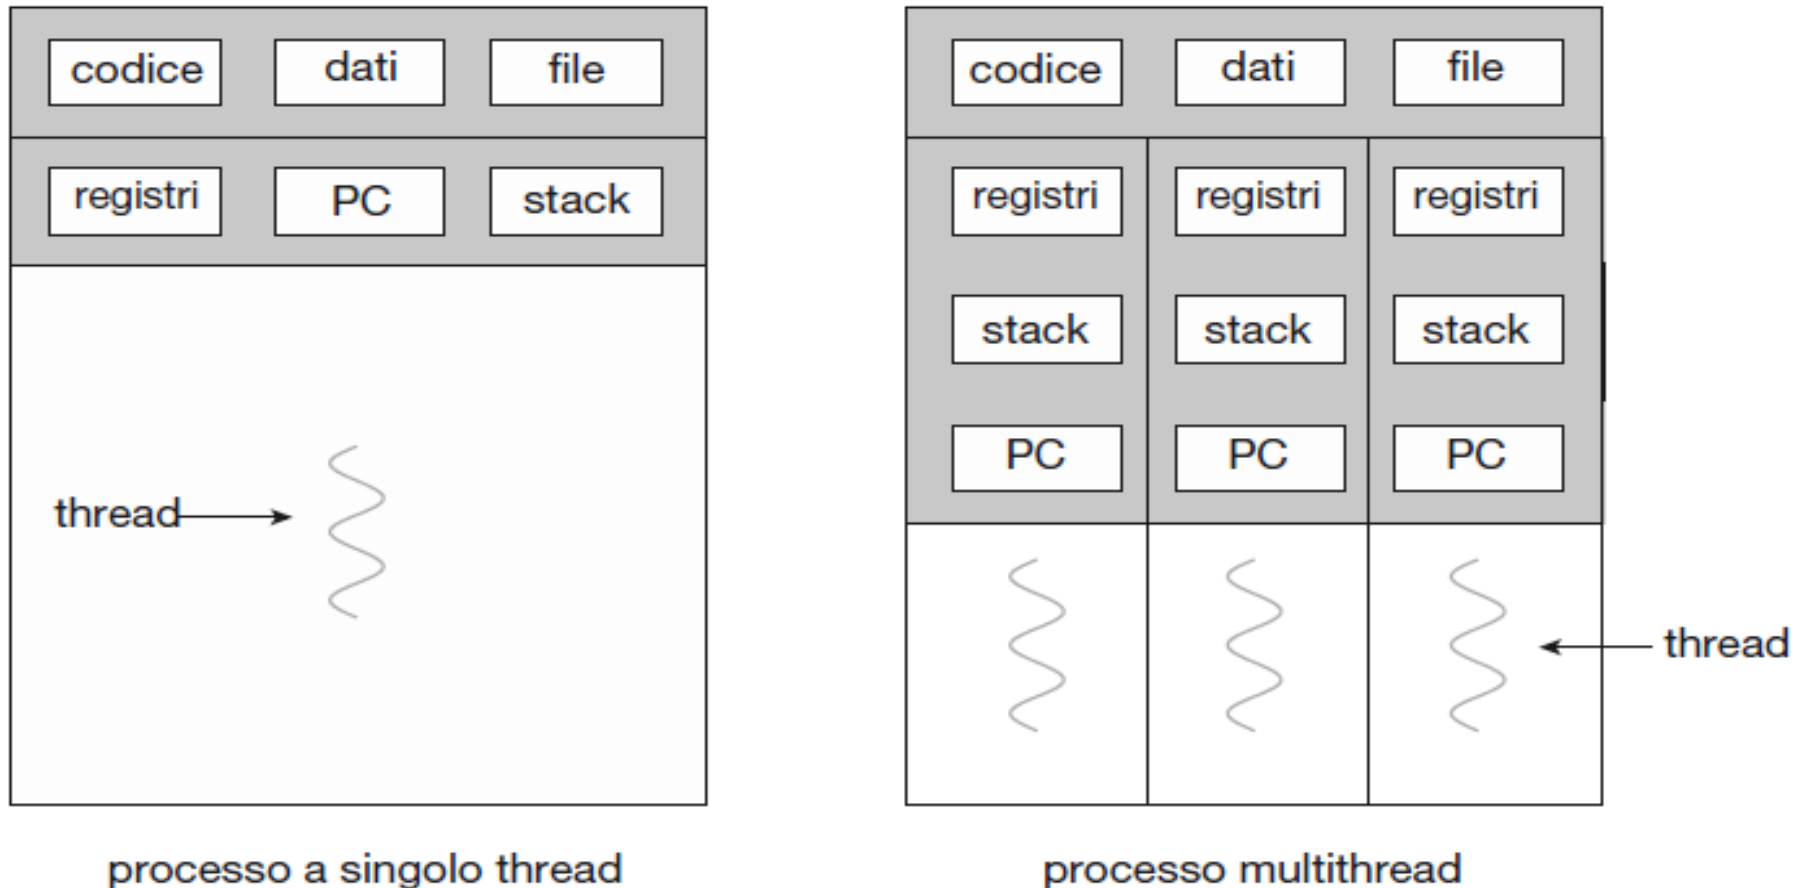 codice dati file
registri PC stack
thread
processo a singolo thread
codice dati file
registri registri registri
stack stack stack
PC PC PC
thread
processo multithread